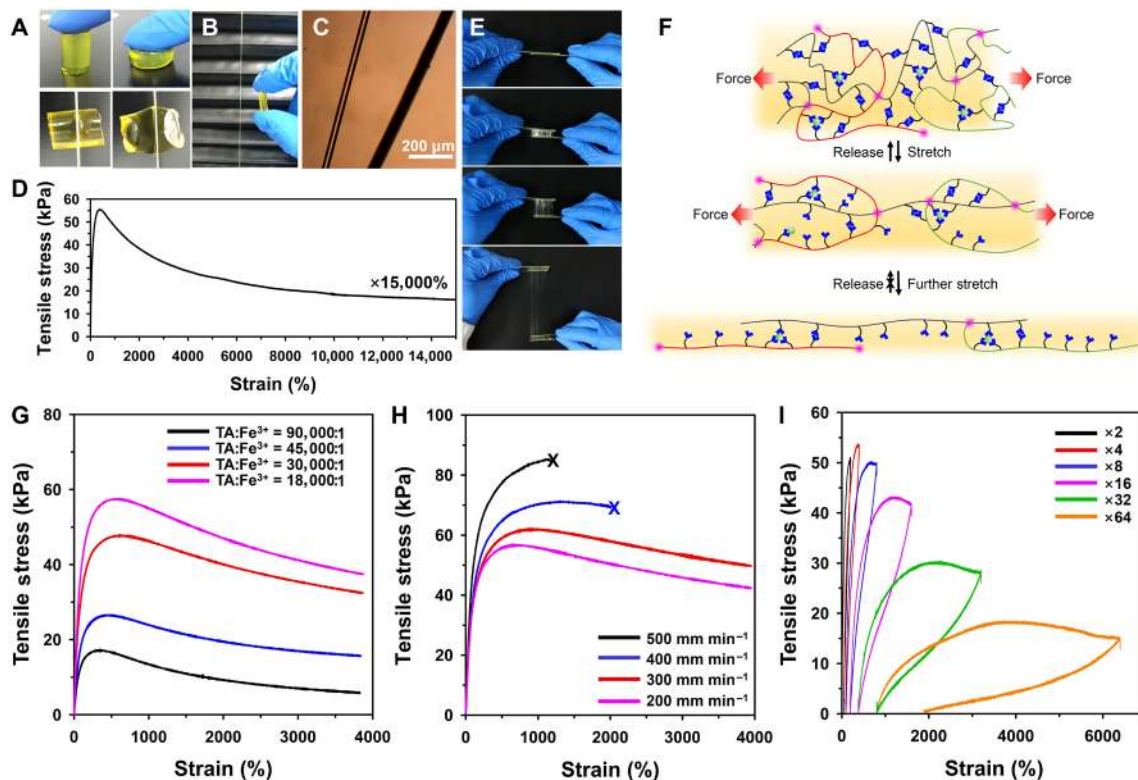 A
B
C
200 µm
D
Tensile stress (kPa)
60
50
40
30
20
10
0
×15,000%
0 2000 4000 6000 8000 10,000 12,000 14,000
Strain (%)
E
F
Force
Force
Release
Stretch
Force
Force
Release
Further stretch
G
Tensile stress (kPa)
80
60
40
20
0
TA:Fe³⁺ = 90,000:1
TA:Fe³⁺ = 45,000:1
TA:Fe³⁺ = 30,000:1
TA:Fe³⁺ = 18,000:1
0 1000 2000 3000 4000
Strain (%)
H
Tensile stress (kPa)
100
80
60
40
20
0
X
X
500 mm min⁻¹
400 mm min⁻¹
300 mm min⁻¹
200 mm min⁻¹
0 1000 2000 3000 4000
Strain (%)
I
Tensile stress (kPa)
60
50
40
30
20
10
0
×2
×4
×8
×16
×32
×64
0 2000 4000 6000
Strain (%)